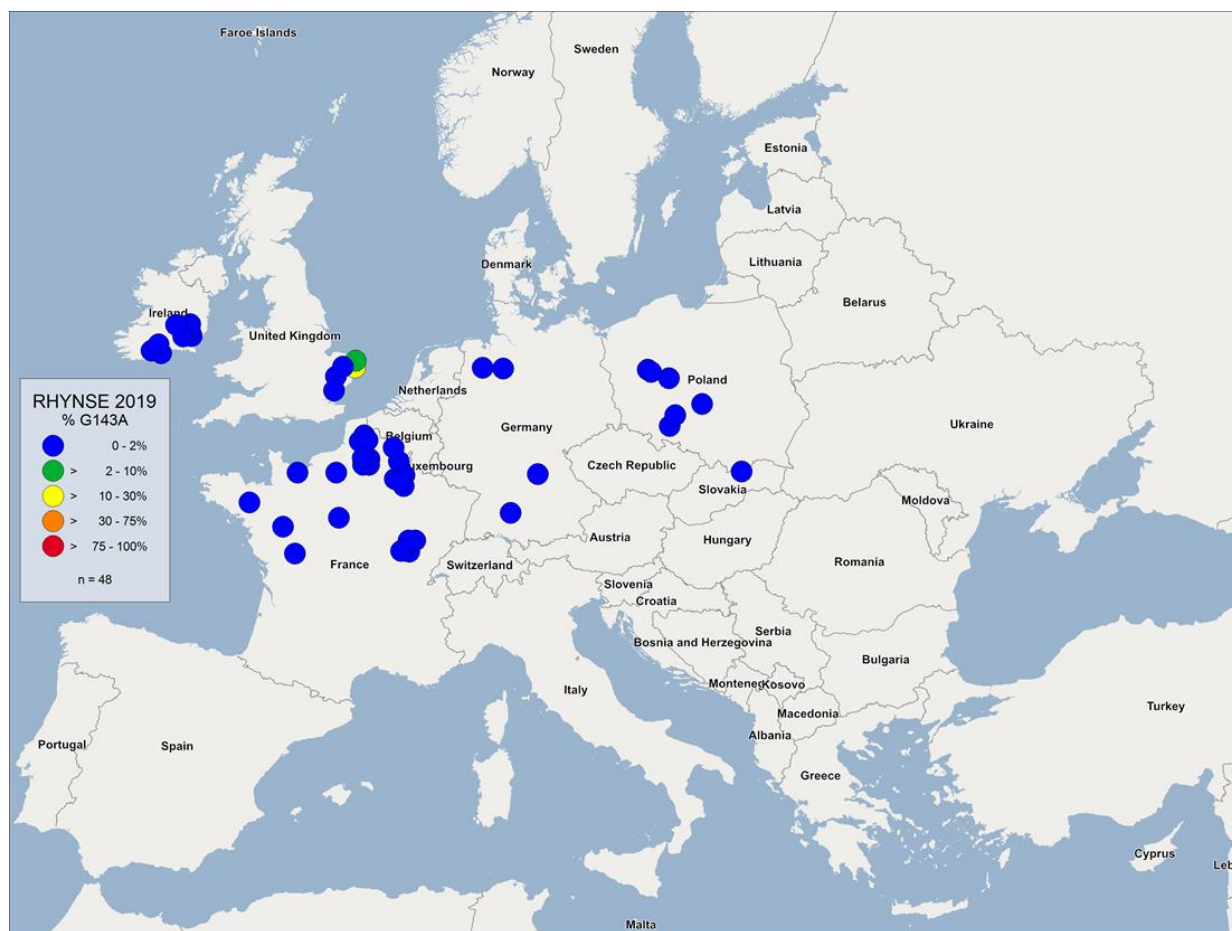 Faroe Islands
Sweden
Norway
Estonia
Latvia
Denmark
Lithuania
Belarus
Ireland
United Kingdom
Netherlands
Poland
Germany
Belgium
Ukraine
uxembourg
Czech Republic
Slovakia
Moldova
Austria
Hungary
France
Switzerland
Romania
Slovenia
Croatia
Serbia
Bosnia and Herzegovina
Bulgaria
Italy
Monteneg
Kosovo
Macedonia
Albania
Turkey
Portugal
Spain
Greece
Cyprus
Leb
Malta
RHYNSE 2019
% G143A
0 - 2%
> 2 - 10%
> 10 - 30%
> 30 - 75%
> 75 - 100%
n = 48